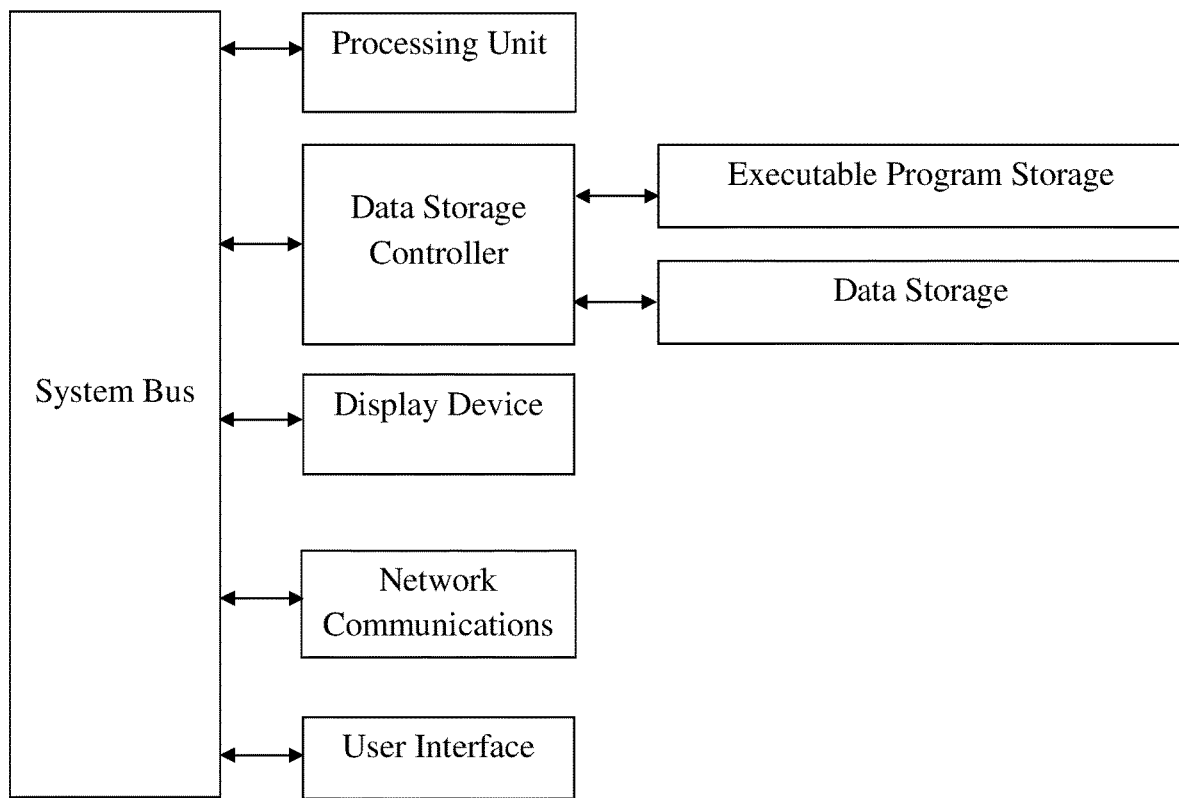 Processing Unit
Data Storage
Controller
Executable Program Storage
Data Storage
System Bus
Display Device
Network
Communications
User Interface